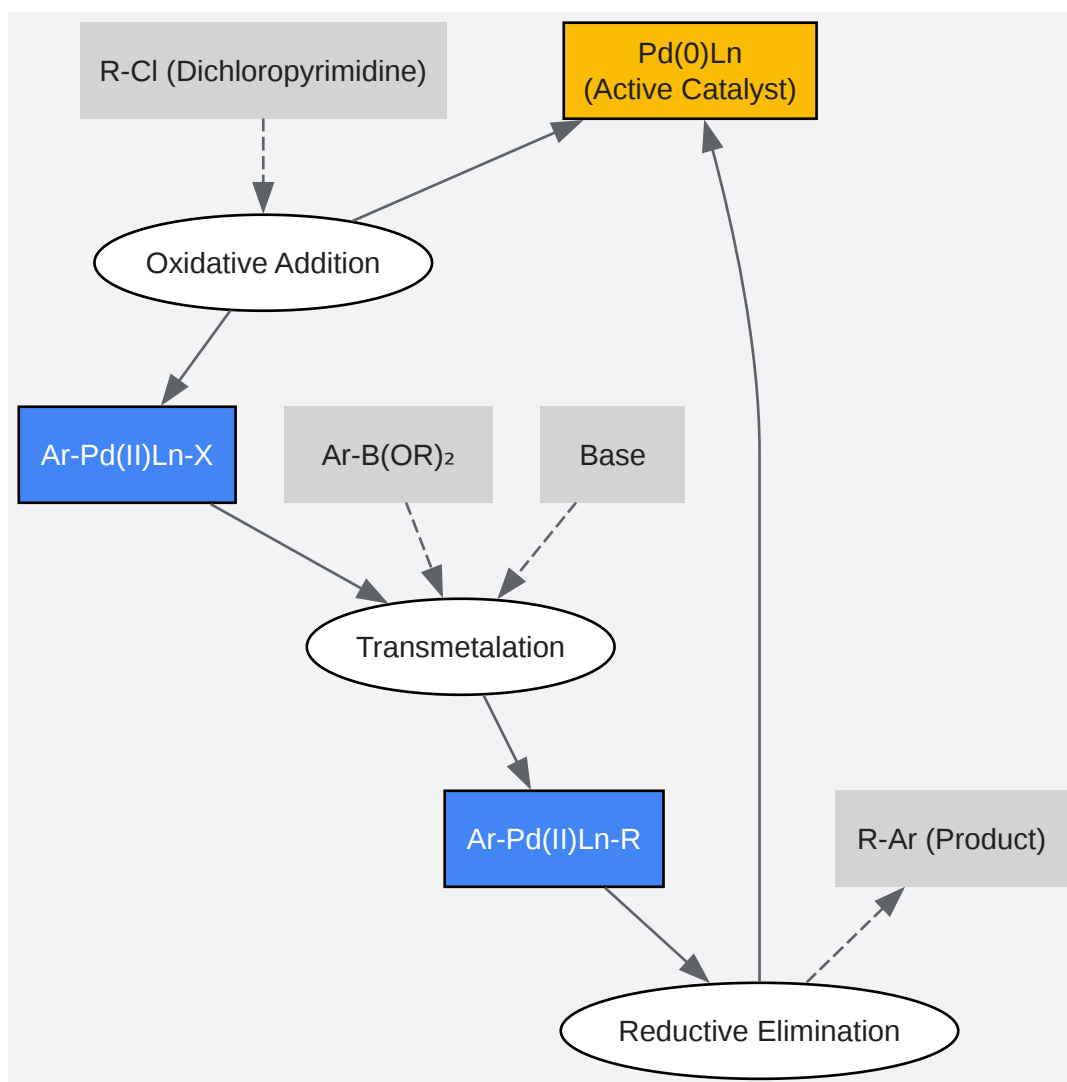 R-Cl (Dichloropyrimidine)
Pd(0)Ln
(Active Catalyst)
Oxidative Addition
Ar-Pd(II)Ln-X
Ar-B(OR)₂
Base
Transmetalation
Ar-Pd(II)Ln-R
R-Ar (Product)
Reductive Elimination